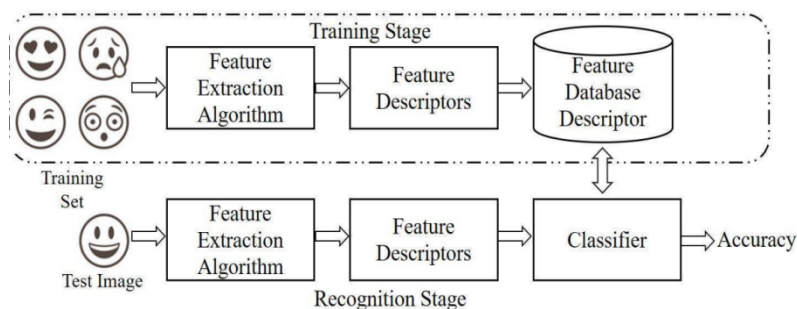 Training Stage
Feature
Extraction
Algorithm
Feature
Descriptors
Feature
Database
Descriptor
Training
Set
Test Image
Feature
Extraction
Algorithm
Feature
Descriptors
Classifier
Accuracy
Recognition Stage